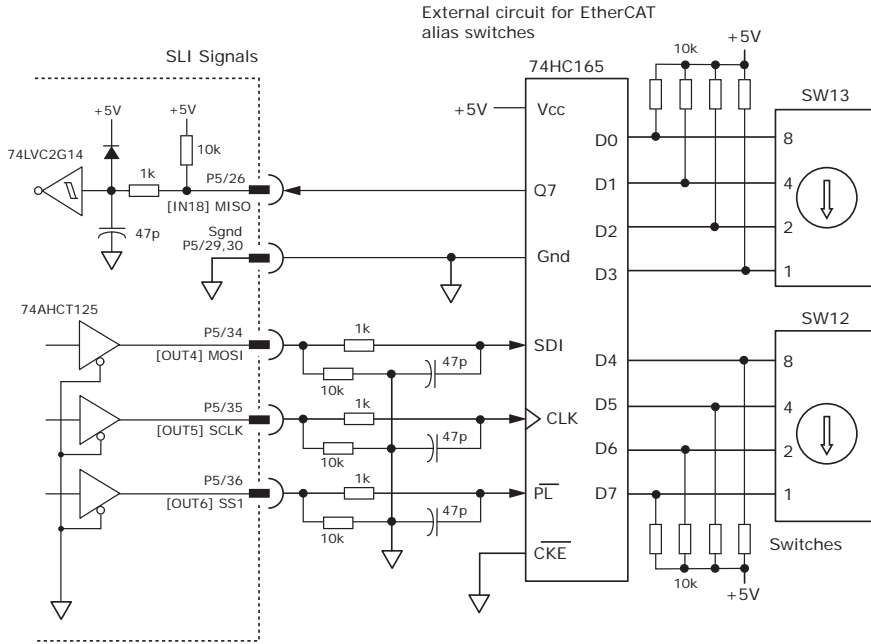 External circuit for EtherCAT
alias switches
SLI Signals
74HC165
10k
+5V
SW13
+5V
Vcc
+5V
+5V
74LVC2G14
10k
1k
P5/26
[IN18] MISO
47p
Q7
D0
D1
D2
D3
8
4
2
1
Sgnd
P5/29,30
Gnd
74AHCT125
P5/34
[OUT4] MOSI
1k
10k
47p
SDI
P5/35
[OUT5] SCLK
1k
10k
47p
CLK
P5/36
[OUT6] SS1
1k
10k
47p
PL
CKE
D4
D5
D6
D7
SW12
8
4
2
1
Switches
10k
+5V